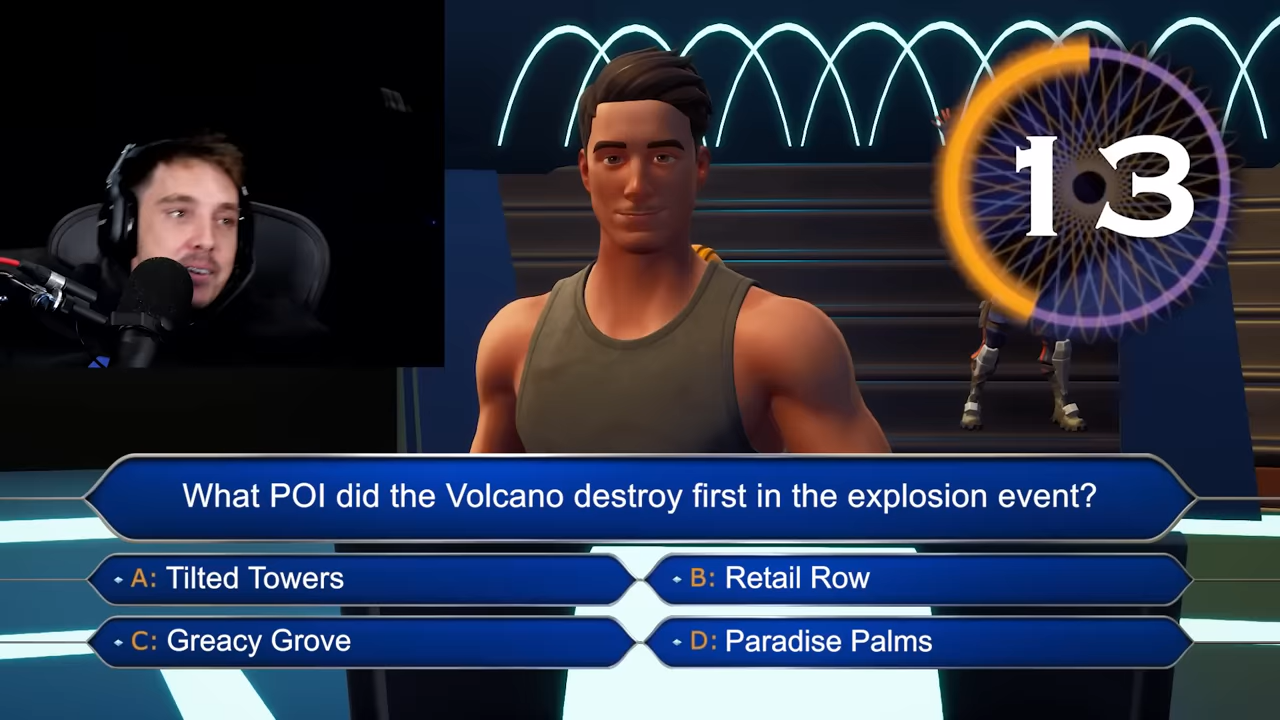 13
What POI did the Volcano destroy first in the explosion event?
A: Tilted Towers
B: Retail Row
C: Greacy Grove
D: Paradise Palms